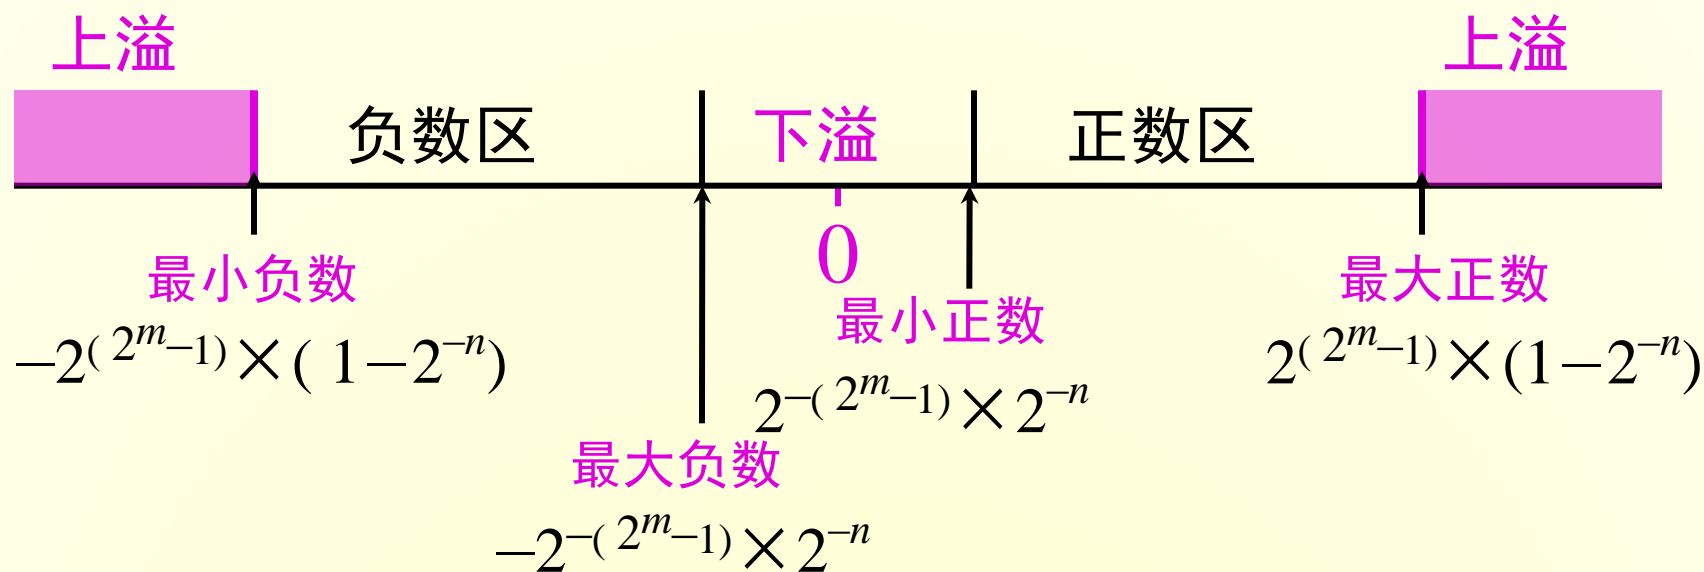 上溢 上溢
负数区 下溢 正数区
0
最小负数 最小正数 最大正数
−2^(2^m−1) × (1−2^−n) 2^−(2^m−1) × 2^−n 2^(2^m−1) × (1−2^−n)
最大负数
−2^−(2^m−1) × 2^−n